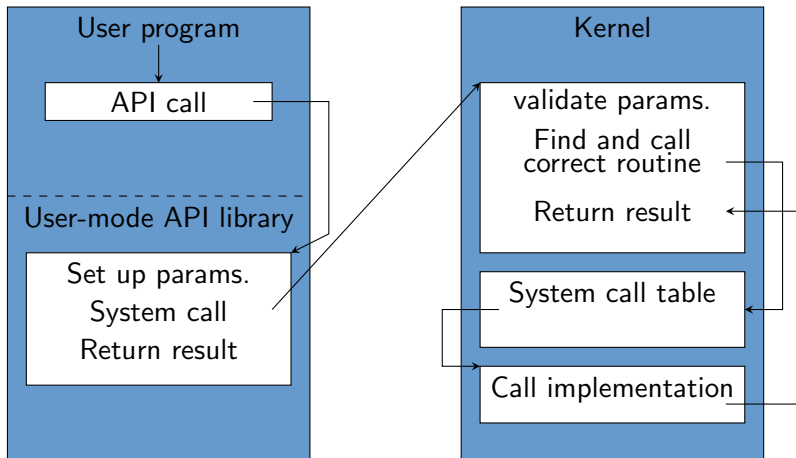 User program
API call
User-mode API library
Set up params.
System call
Return result
Kernel
validate params.
Find and call
correct routine
Return result
System call table
Call implementation